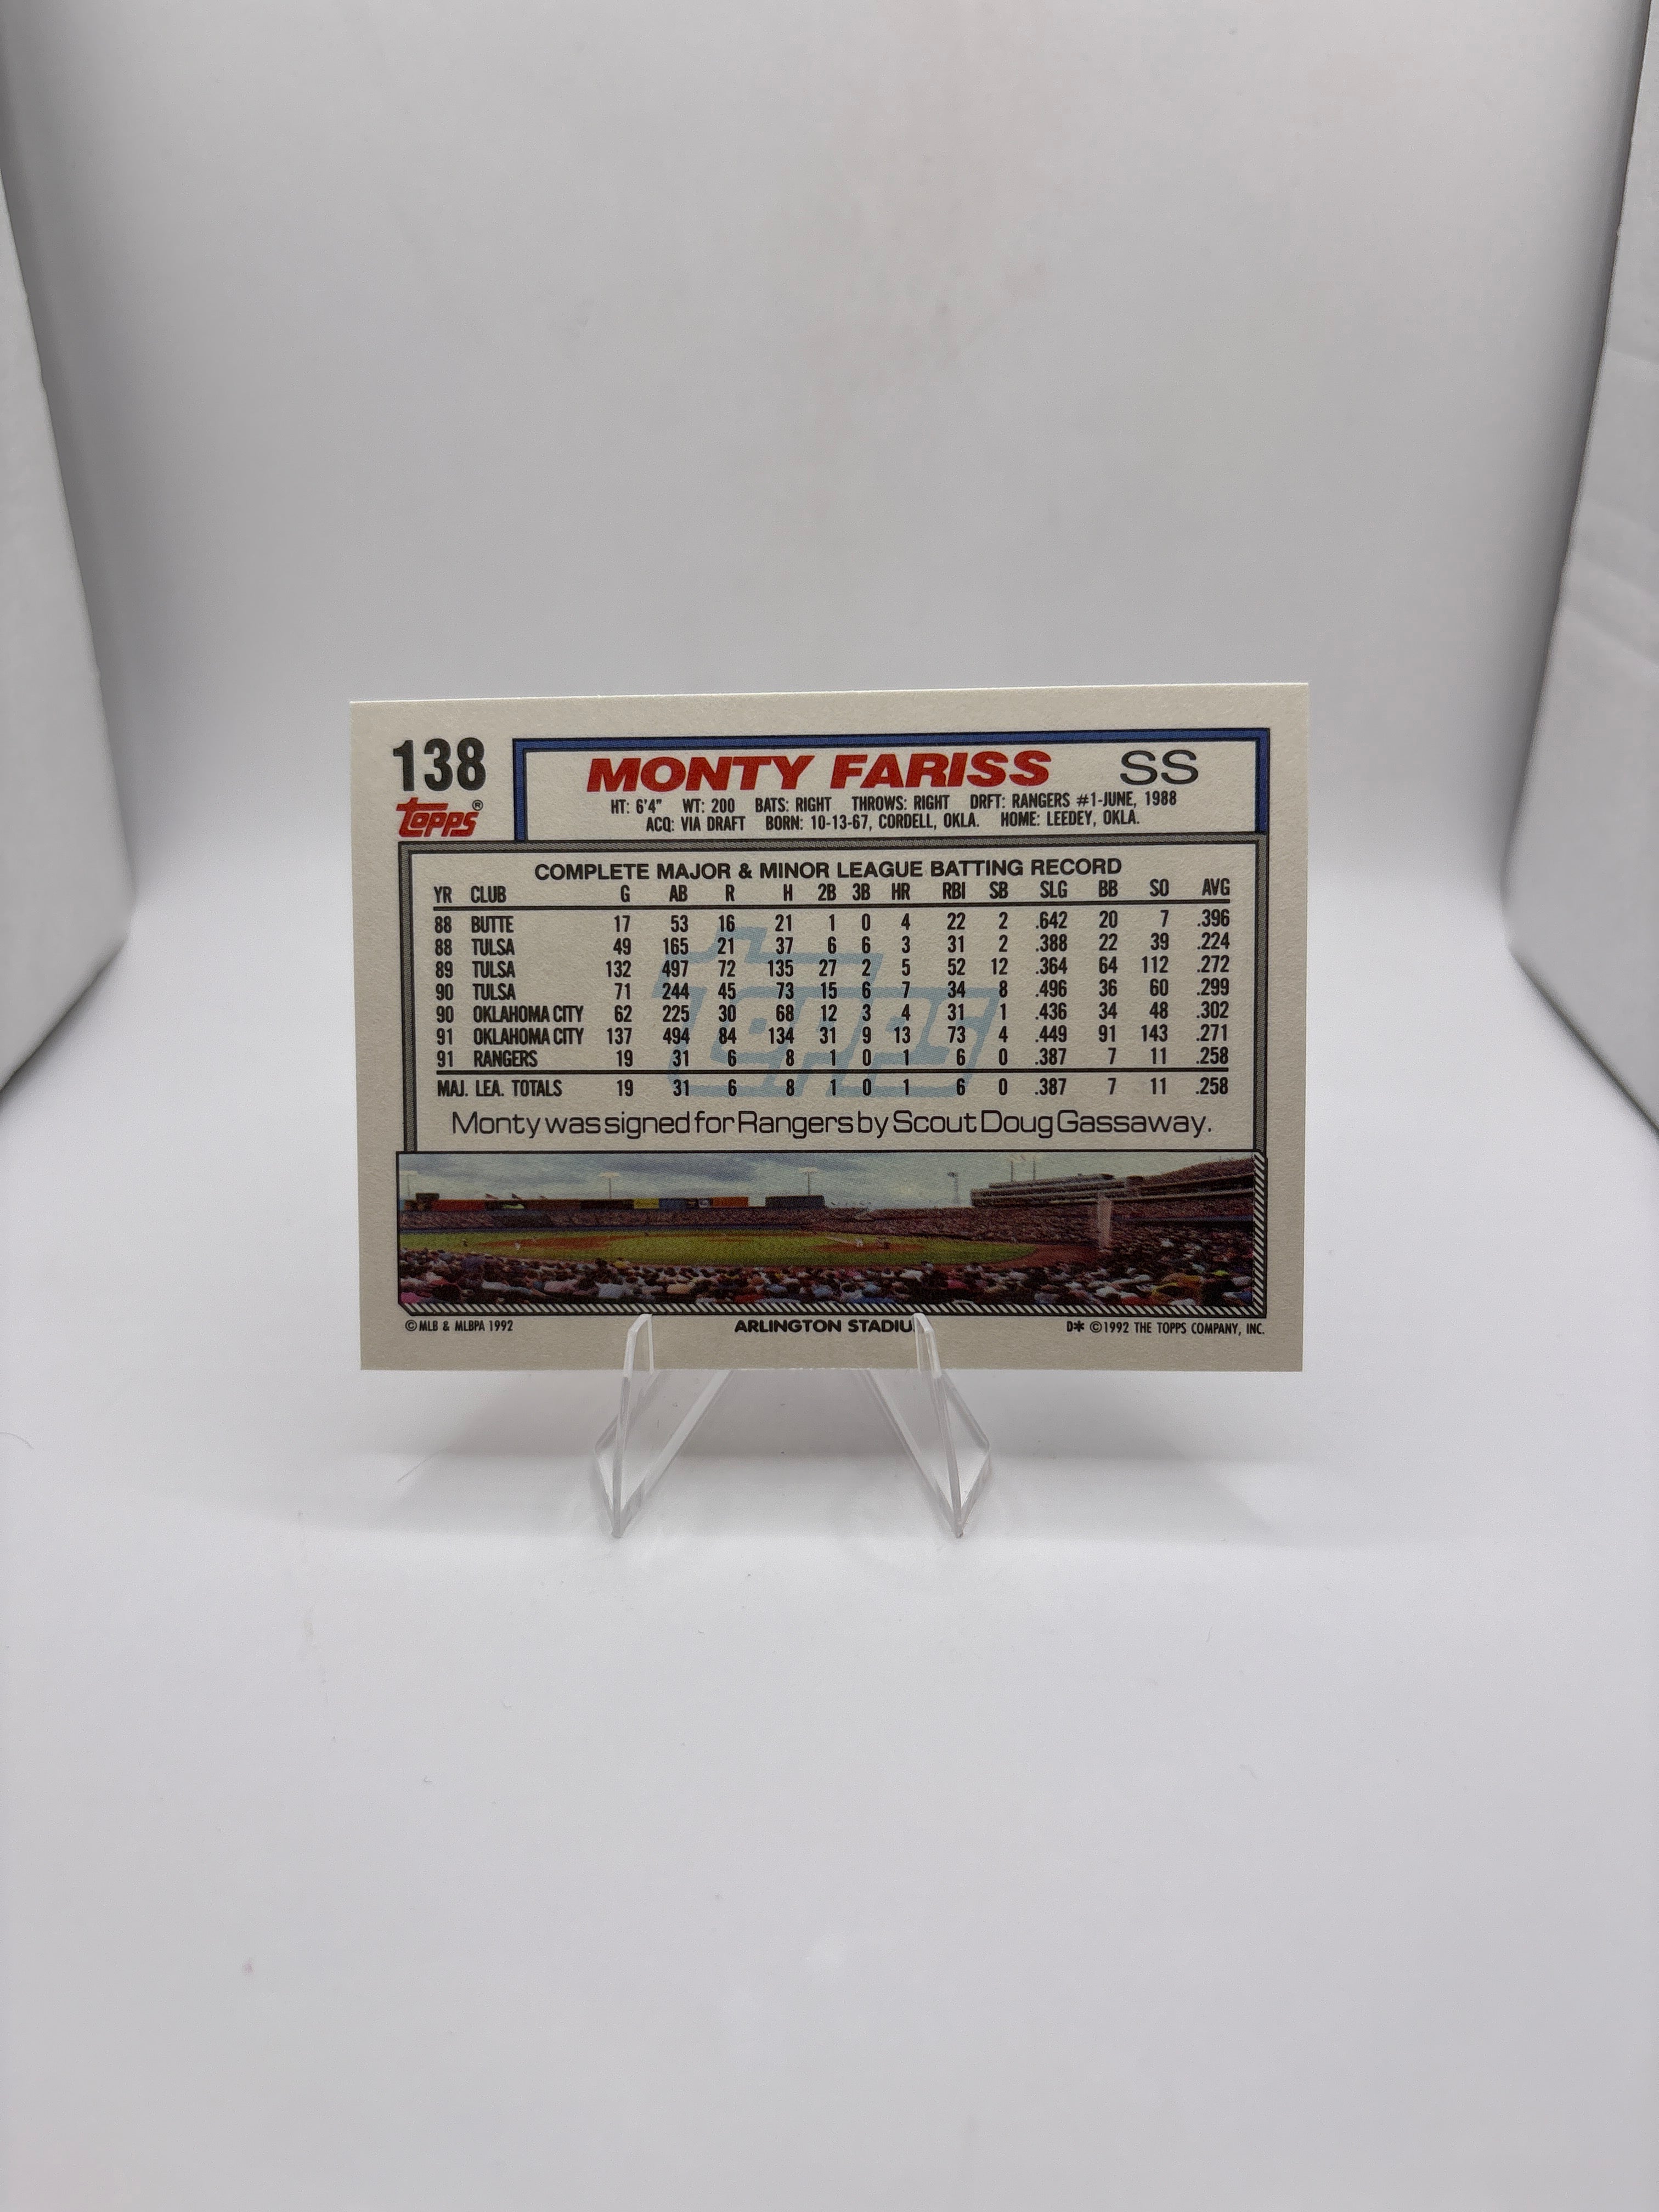 138
topps®
MONTY FARISS SS
HT: 6'4" WT: 200 BATS: RIGHT THROWS: RIGHT DRFT: RANGERS #1-JUNE, 1988
ACQ: VIA DRAFT BORN: 10-13-67, CORDELL, OKLA. HOME: LEEDEY, OKLA.
COMPLETE MAJOR & MINOR LEAGUE BATTING RECORD
YR CLUB G AB R H 2B 3B HR RBI SB SLG BB SO AVG
88 BUTTE 17 53 16 21 1 0 4 22 2 .642 20 7 .396
88 TULSA 49 165 21 37 6 6 3 31 2 .388 22 39 .224
89 TULSA 132 497 72 135 27 2 5 52 12 .364 64 112 .272
90 TULSA 71 244 45 73 15 6 7 34 8 .496 36 60 .299
90 OKLAHOMA CITY 62 225 30 68 12 3 4 31 1 .436 34 48 .302
91 OKLAHOMA CITY 137 494 84 134 31 9 13 73 4 .449 91 143 .271
91 RANGERS 19 31 6 8 1 0 1 6 0 .387 7 11 .258
MAJ. LEA. TOTALS 19 31 6 8 1 0 1 6 0 .387 7 11 .258
topps
Monty was signed for Rangers by Scout Doug Gassaway.
© MLB & MLBPA 1992 ARLINGTON STADIU D* ©1992 THE TOPPS COMPANY, INC.